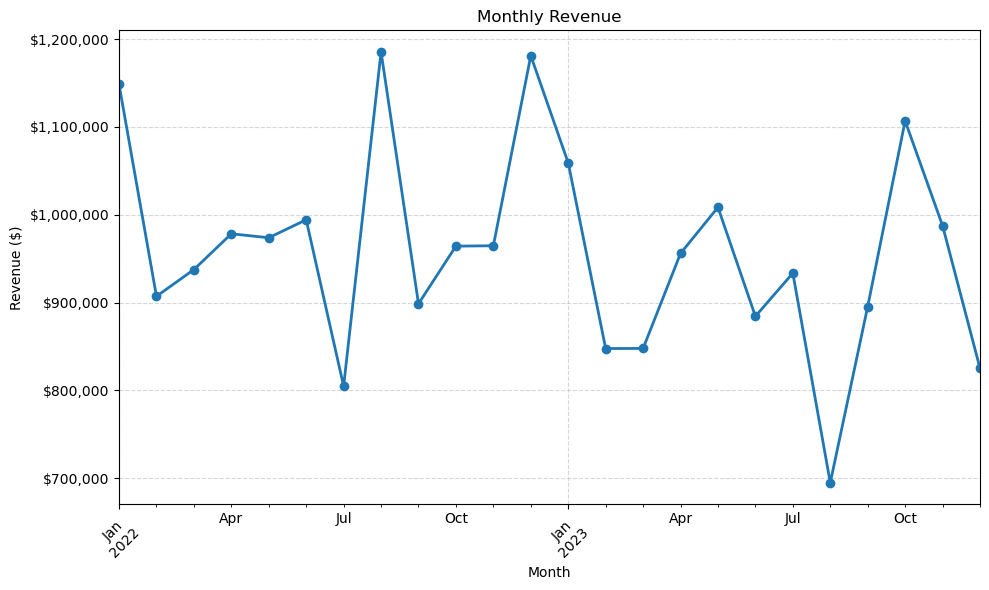 Monthly Revenue
$1,200,000
$1,100,000
$1,000,000
$900,000
$800,000
$700,000
Revenue ($)
Jan
2022
Apr
Jul
Oct
Jan
2023
Apr
Jul
Oct
Month